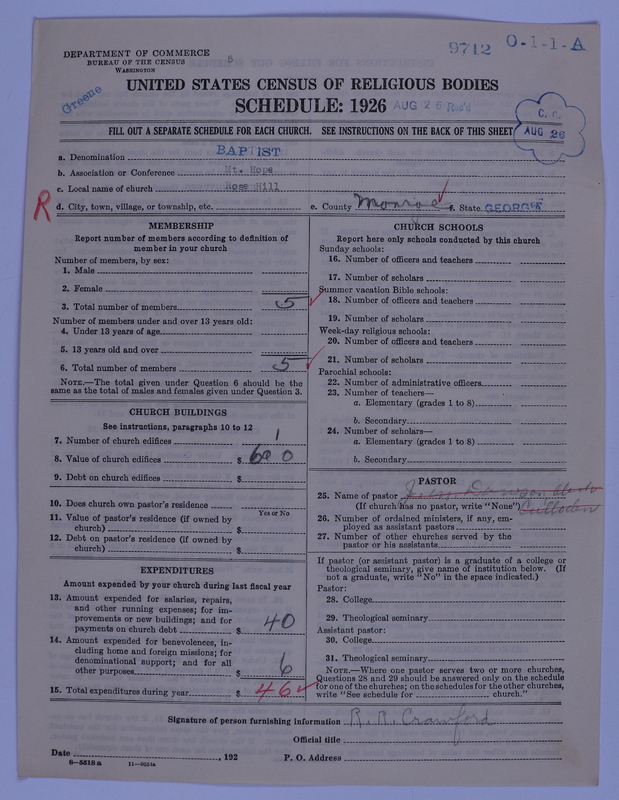 DEPARTMENT OF COMMERCE
BUREAU OF THE CENSUS
WASHINGTON
5
9712
0-1-1-A
Greene
UNITED STATES CENSUS OF RELIGIOUS BODIES
SCHEDULE: 1926
AUG 26 Rec'd
C. O.
AUG 26
FILL OUT A SEPARATE SCHEDULE FOR EACH CHURCH. SEE INSTRUCTIONS ON THE BACK OF THIS SHEET
a. Denomination BAPTIST
b. Association or Conference Mt. Hope
c. Local name of church Rose Hill
R
d. City, town, village, or township, etc. e. County Monroe f. State GEORGIA
MEMBERSHIP
Report number of members according to definition of member in your church
Number of members, by sex:
1. Male
2. Female
3. Total number of members 5
Number of members under and over 13 years old:
4. Under 13 years of age
5. 13 years old and over
6. Total number of members 5
NOTE.—The total given under Question 6 should be the same as the total of males and females given under Question 3.
CHURCH BUILDINGS
See instructions, paragraphs 10 to 12
7. Number of church edifices 1
8. Value of church edifices $ 600
9. Debt on church edifices $
10. Does church own pastor's residence
Yes or No
11. Value of pastor's residence (if owned by church) $
12. Debt on pastor's residence (if owned by church) $
EXPENDITURES
Amount expended by your church during last fiscal year
13. Amount expended for salaries, repairs,
and other running expenses; for im-
provements or new buildings; and for
payments on church debt $ 40
14. Amount expended for benevolences, in-
cluding home and foreign missions; for
denominational support; and for all
other purposes $ 6
15. Total expenditures during year $ 46
CHURCH SCHOOLS
Report here only schools conducted by this church
Sunday schools:
16. Number of officers and teachers
17. Number of scholars
Summer vacation Bible schools:
18. Number of officers and teachers
19. Number of scholars
Week-day religious schools:
20. Number of officers and teachers
21. Number of scholars
Parochial schools:
22. Number of administrative officers
23. Number of teachers—
a. Elementary (grades 1 to 8)
b. Secondary
24. Number of scholars—
a. Elementary (grades 1 to 8)
b. Secondary
PASTOR
25. Name of pastor
(If church has no pastor, write "None") Culloden
26. Number of ordained ministers, if any, em-
ployed as assistant pastors
27. Number of other churches served by the
pastor or his assistants
If pastor (or assistant pastor) is a graduate of a college or
theological seminary, give name of institution below. (If
not a graduate, write "No" in the space indicated.)
Pastor:
28. College
29. Theological seminary
Assistant pastor:
30. College
31. Theological seminary
NOTE.—Where one pastor serves two or more churches,
Questions 28 and 29 should be answered only on the schedule
for one of the churches; on the schedules for the other churches,
write "See schedule for church."
Signature of person furnishing information R. R. Crawford
Official title
Date , 192 P. O. Address
8—5518a 11—9524a